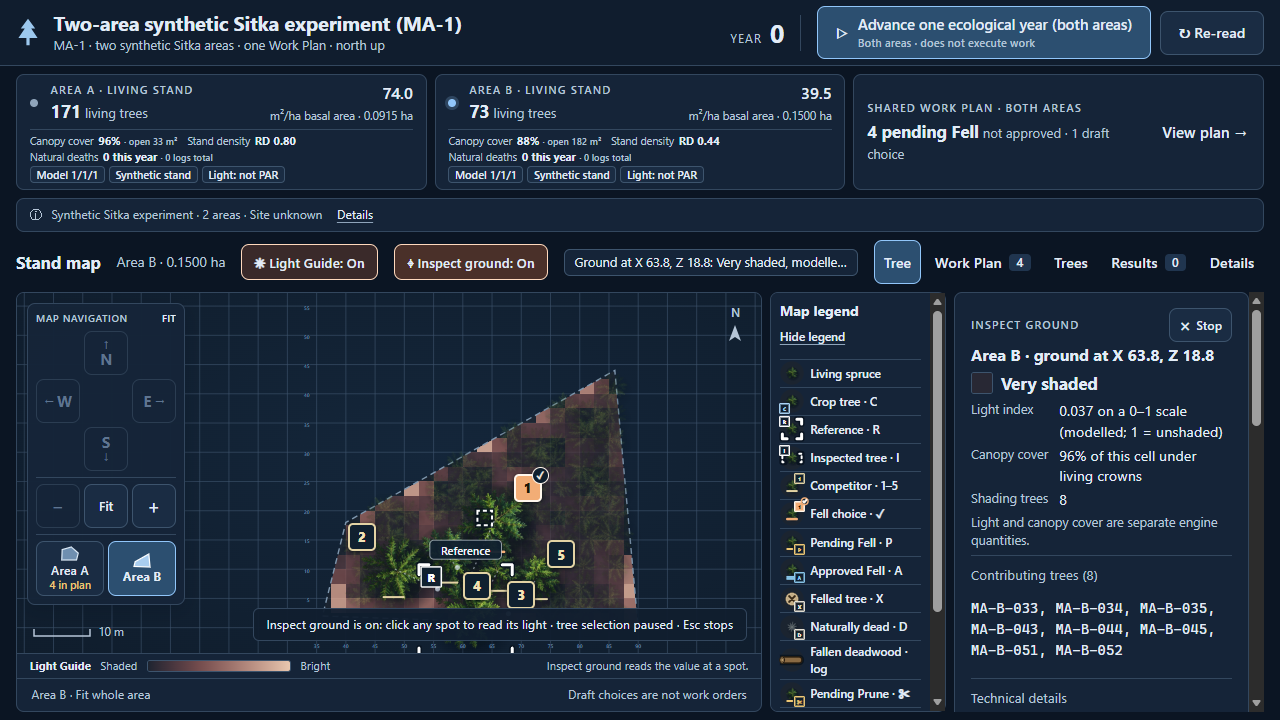 Two-area synthetic Sitka experiment (MA-1)
MA-1 · two synthetic Sitka areas · one Work Plan · north up
YEAR 0
Advance one ecological year (both areas)
Both areas · does not execute work
↻ Re-read
AREA A · LIVING STAND
74.0
171 living trees
m²/ha basal area · 0.0915 ha
Canopy cover 96% · open 33 m² Stand density RD 0.80
Natural deaths 0 this year · 0 logs total
Model 1/1/1 Synthetic stand Light: not PAR
AREA B · LIVING STAND
39.5
73 living trees
m²/ha basal area · 0.1500 ha
Canopy cover 88% · open 182 m² Stand density RD 0.44
Natural deaths 0 this year · 0 logs total
Model 1/1/1 Synthetic stand Light: not PAR
SHARED WORK PLAN · BOTH AREAS
4 pending Fell not approved · 1 draft
choice
View plan →
Synthetic Sitka experiment · 2 areas · Site unknown Details
Stand map Area B · 0.1500 ha
Light Guide: On
Inspect ground: On
Ground at X 63.8, Z 18.8: Very shaded, modelle...
Tree
Work Plan 4
Trees
Results 0
Details
MAP NAVIGATION FIT
↑
N
←W
E→
S
↓
−
Fit
+
Area A
4 in plan
Area B
10 m
N
1 ✓
2
Reference
5
R
4
3
Inspect ground is on: click any spot to read its light · tree selection paused · Esc stops
Light Guide Shaded Bright
Inspect ground reads the value at a spot.
Area B · Fit whole area
Draft choices are not work orders
Map legend
Hide legend
Living spruce
Crop tree · C
Reference · R
Inspected tree · I
Competitor · 1–5
Fell choice · ✓
Pending Fell · P
Approved Fell · A
Felled tree · X
Naturally dead · D
Fallen deadwood ·
log
Pending Prune · ✂
INSPECT GROUND
× Stop
Area B · ground at X 63.8, Z 18.8
Very shaded
Light index 0.037 on a 0–1 scale
(modelled; 1 = unshaded)
Canopy cover 96% of this cell under
living crowns
Shading trees 8
Light and canopy cover are separate engine
quantities.
Contributing trees (8)
MA-B-033, MA-B-034, MA-B-035,
MA-B-043, MA-B-044, MA-B-045,
MA-B-051, MA-B-052
Technical details